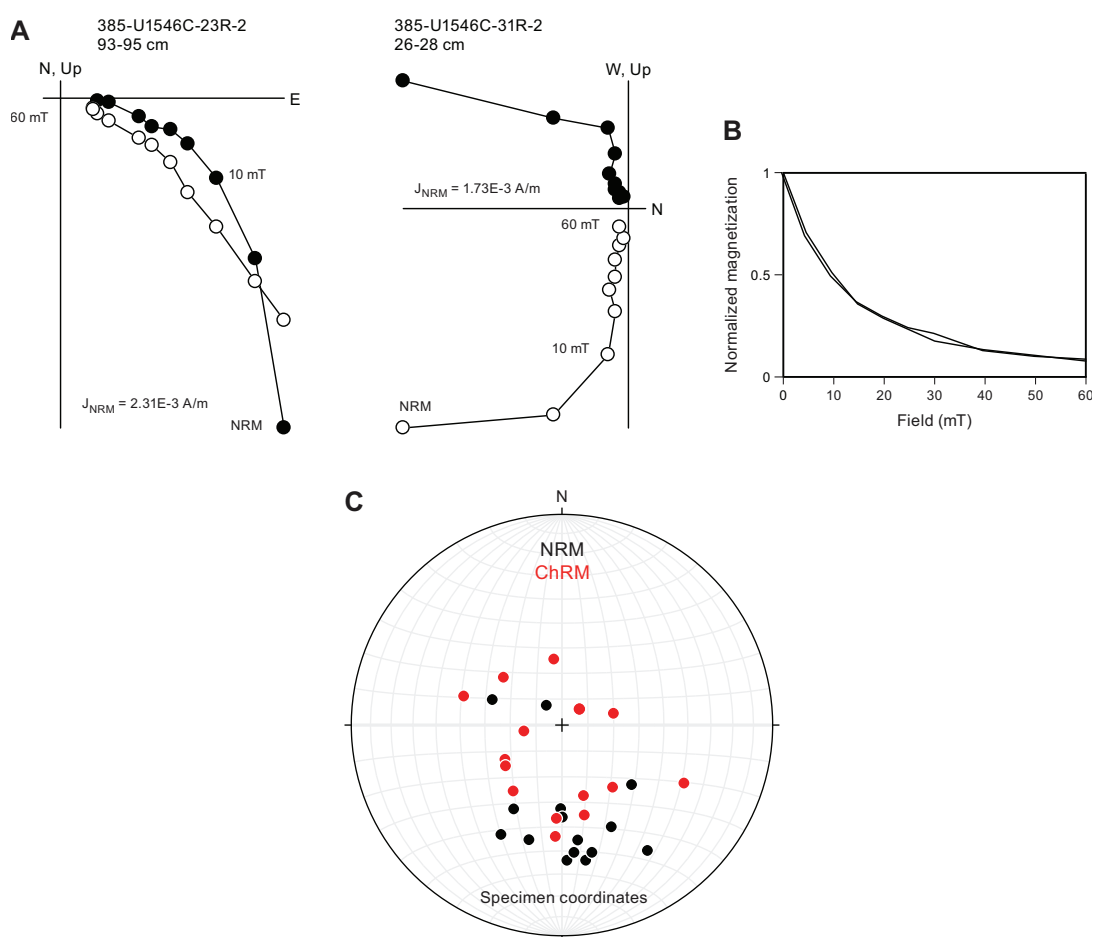 A
385-U1546C-23R-2
93-95 cm
N, Up
E
60 mT
10 mT
JNRM = 2.31E-3 A/m
NRM
385-U1546C-31R-2
26-28 cm
W, Up
JNRM = 1.73E-3 A/m
N
60 mT
10 mT
NRM
B
Normalized magnetization
1
0.5
0
0 10 20 30 40 50 60
Field (mT)
C
N
NRM
ChRM
Specimen coordinates